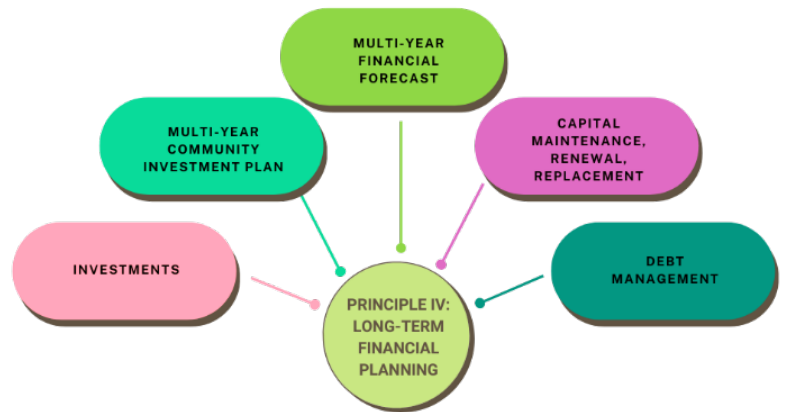 MULTI-YEAR
FINANCIAL
FORECAST
MULTI-YEAR
COMMUNITY
INVESTMENT PLAN
CAPITAL
MAINTENANCE,
RENEWAL,
REPLACEMENT
INVESTMENTS
DEBT
MANAGEMENT
PRINCIPLE IV:
LONG-TERM
FINANCIAL
PLANNING